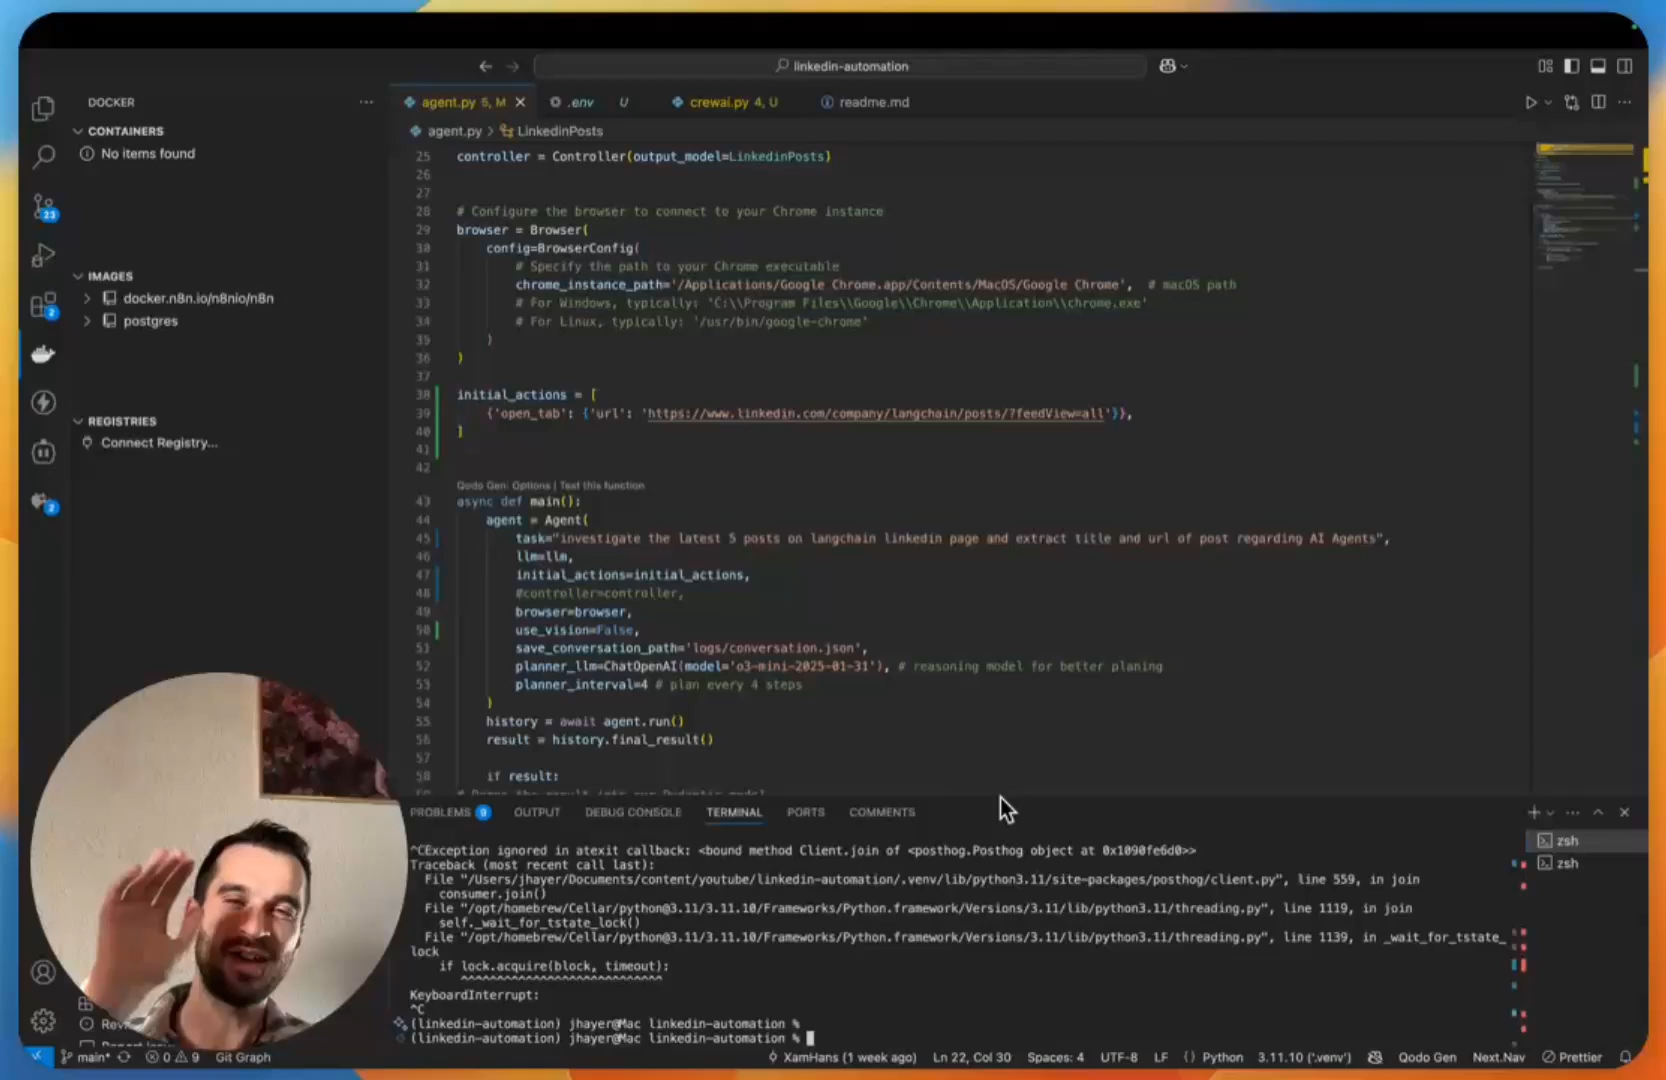 linkedin-automation
DOCKER
CONTAINERS
No items found
IMAGES
docker.n8n.io/n8nio/n8n
postgres
REGISTRIES
Connect Registry...
23
2
2
agent.py 5, M
.env U
crewai.py 4, U
readme.md
agent.py > LinkedinPosts
25 controller = Controller(output_model=LinkedinPosts)
26
27
28 # Configure the browser to connect to your Chrome instance
29 browser = Browser(
30 config=BrowserConfig(
31 # Specify the path to your Chrome executable
32 chrome_instance_path='/Applications/Google Chrome.app/Contents/MacOS/Google Chrome', # macOS path
33 # For Windows, typically: 'C:\\Program Files\\Google\\Chrome\\Application\\chrome.exe'
34 # For Linux, typically: '/usr/bin/google-chrome'
35 )
36 )
37
38 initial_actions = [
39 {'open_tab': {'url': 'https://www.linkedin.com/company/langchain/posts/?feedView=all'}},
40 ]
41
42
Qodo Gen: Options | Test this function
43 async def main():
44 agent = Agent(
45 task="investigate the latest 5 posts on langchain linkedin page and extract title and url of post regarding AI Agents",
46 llm=llm,
47 initial_actions=initial_actions,
48 #controller=controller,
49 browser=browser,
50 use_vision=False,
51 save_conversation_path='logs/conversation.json',
52 planner_llm=ChatOpenAI(model='o3-mini-2025-01-31'), # reasoning model for better planing
53 planner_interval=4 # plan every 4 steps
54 )
55 history = await agent.run()
56 result = history.final_result()
57
58 if result:
PROBLEMS 9 OUTPUT DEBUG CONSOLE TERMINAL PORTS COMMENTS
zsh
zsh
^CException ignored in atexit callback: <bound method Client.join of <posthog.Posthog object at 0x1090fe6d0>>
Traceback (most recent call last):
File "/Users/jhayer/Documents/content/youtube/linkedin-automation/.venv/lib/python3.11/site-packages/posthog/client.py", line 559, in join
consumer.join()
File "/opt/homebrew/Cellar/python@3.11/3.11.10/Frameworks/Python.framework/Versions/3.11/lib/python3.11/threading.py", line 1119, in join
self._wait_for_tstate_lock()
File "/opt/homebrew/Cellar/python@3.11/3.11.10/Frameworks/Python.framework/Versions/3.11/lib/python3.11/threading.py", line 1139, in _wait_for_tstate_
lock
if lock.acquire(block, timeout):
^^^^^^^^^^^^^^^^^^^^^^^^^^^^
KeyboardInterrupt:
^C
(linkedin-automation) jhayer@Mac linkedin-automation %
(linkedin-automation) jhayer@Mac linkedin-automation %
main* 0 9 Git Graph XamHans (1 week ago) Ln 22, Col 30 Spaces: 4 UTF-8 LF {} Python 3.11.10 ('.venv') Qodo Gen Next.Nav Prettier